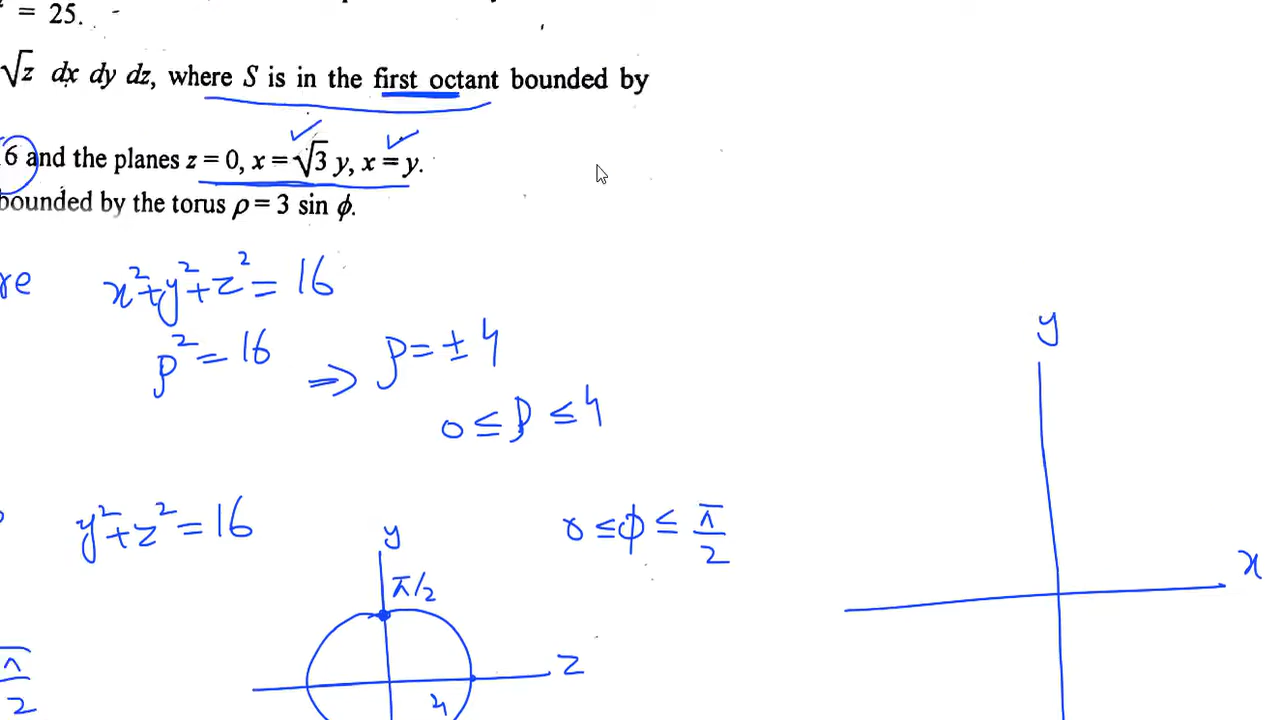 = 25.
√z dx dy dz, where S is in the first octant bounded by
6 and the planes z = 0, x = √3 y, x = y.
bounded by the torus ρ = 3 sin ϕ.
re x²+y²+z² = 16
ρ² = 16 ⇒ ρ = ± 4
0 ≤ ρ ≤ 4
y²+z² = 16
0 ≤ ϕ ≤ π/2
y
π/2
z
4
π/2
y
x